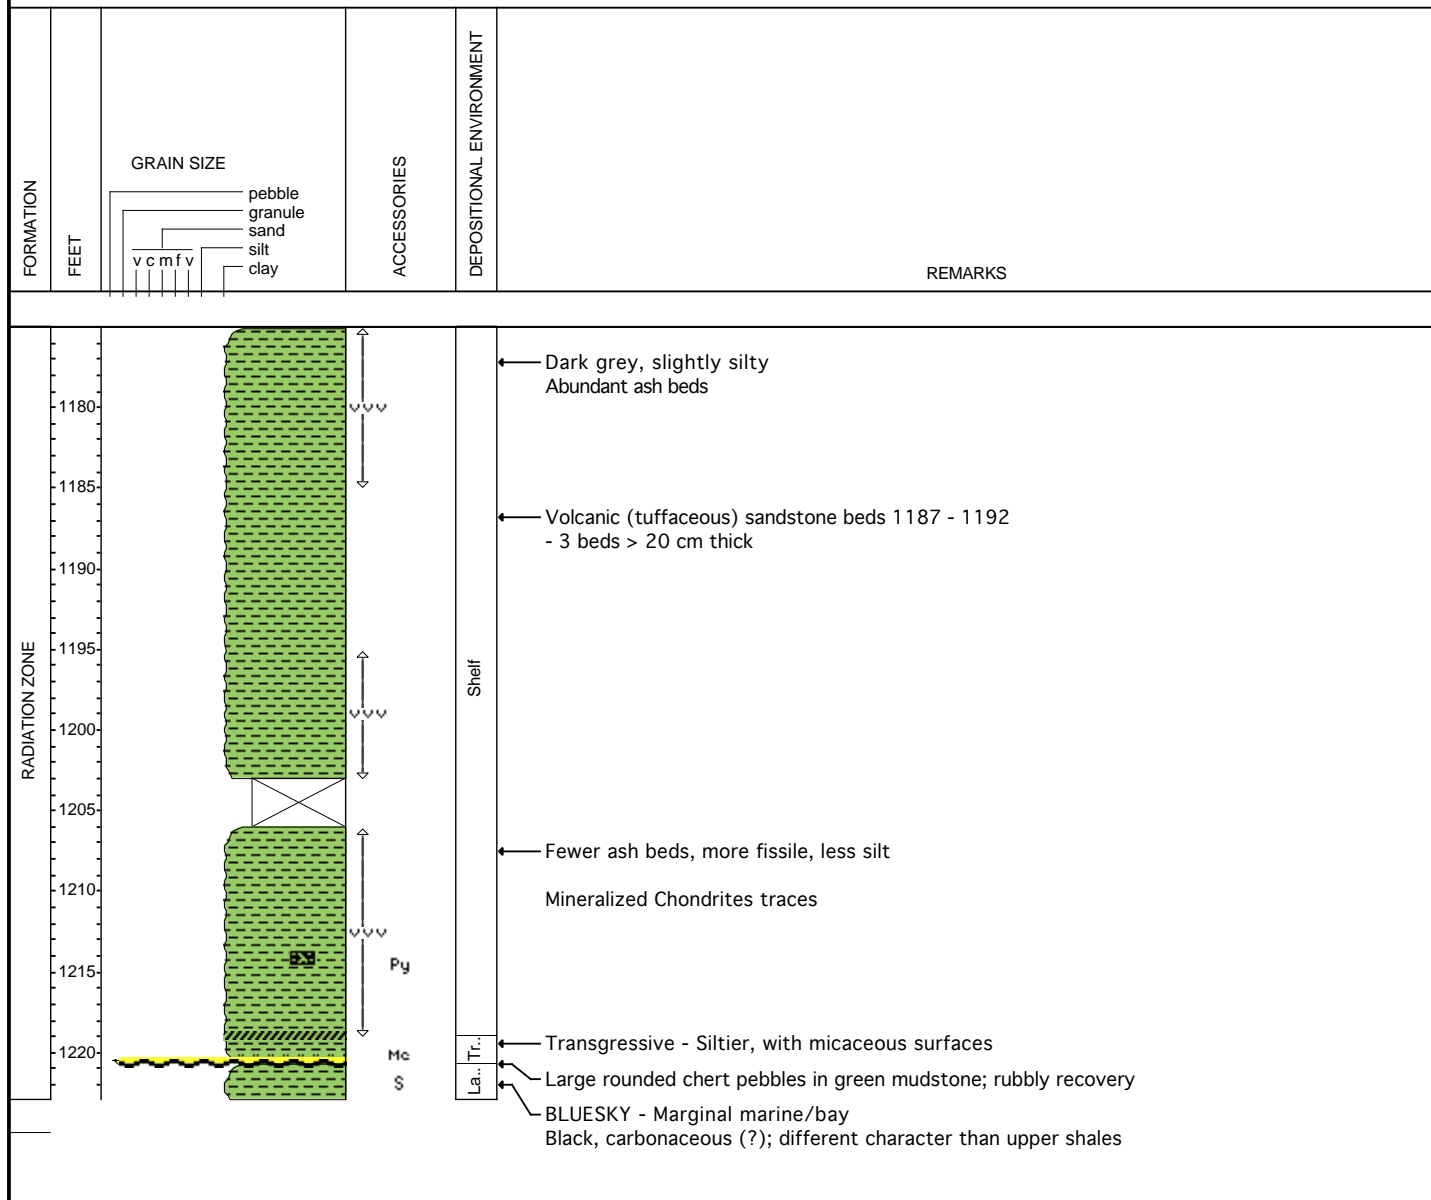 FORMATION
FEET
GRAIN SIZE
pebble
granule
sand
silt
clay
v c m f v
ACCESSORIES
DEPOSITIONAL ENVIRONMENT
REMARKS
RADIATION ZONE
1180
1185
1190
1195
1200
1205
1210
1215
1220
Py
Mc
S
Shelf
Tr..
La..
Dark grey, slightly silty
Abundant ash beds
Volcanic (tuffaceous) sandstone beds 1187 - 1192
- 3 beds > 20 cm thick
Fewer ash beds, more fissile, less silt
Mineralized Chondrites traces
Transgressive - Siltier, with micaceous surfaces
Large rounded chert pebbles in green mudstone; rubbly recovery
BLUESKY - Marginal marine/bay
Black, carbonaceous (?); different character than upper shales